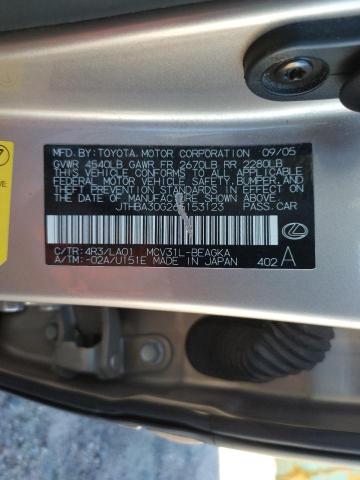 7
VE
MFD. BY: TOYOTA MOTOR CORPORATION 09/05
GVWR 4540LB GAWR FR 2670LB RR 2280LB
THIS VEHICLE CONFORMS TO ALL APPLICABLE
FEDERAL MOTOR VEHICLE SAFETY, BUMPER, AND
THEFT PREVENTION STANDARDS IN EFFECT ON
THE DATE OF MANUFACTURE SHOWN ABOVE.
PASS CAR
C/TR: 4R3/LA01 MCV31L-BEAGKA
A/TM: -02A/U151E MADE IN JAPAN 402 A